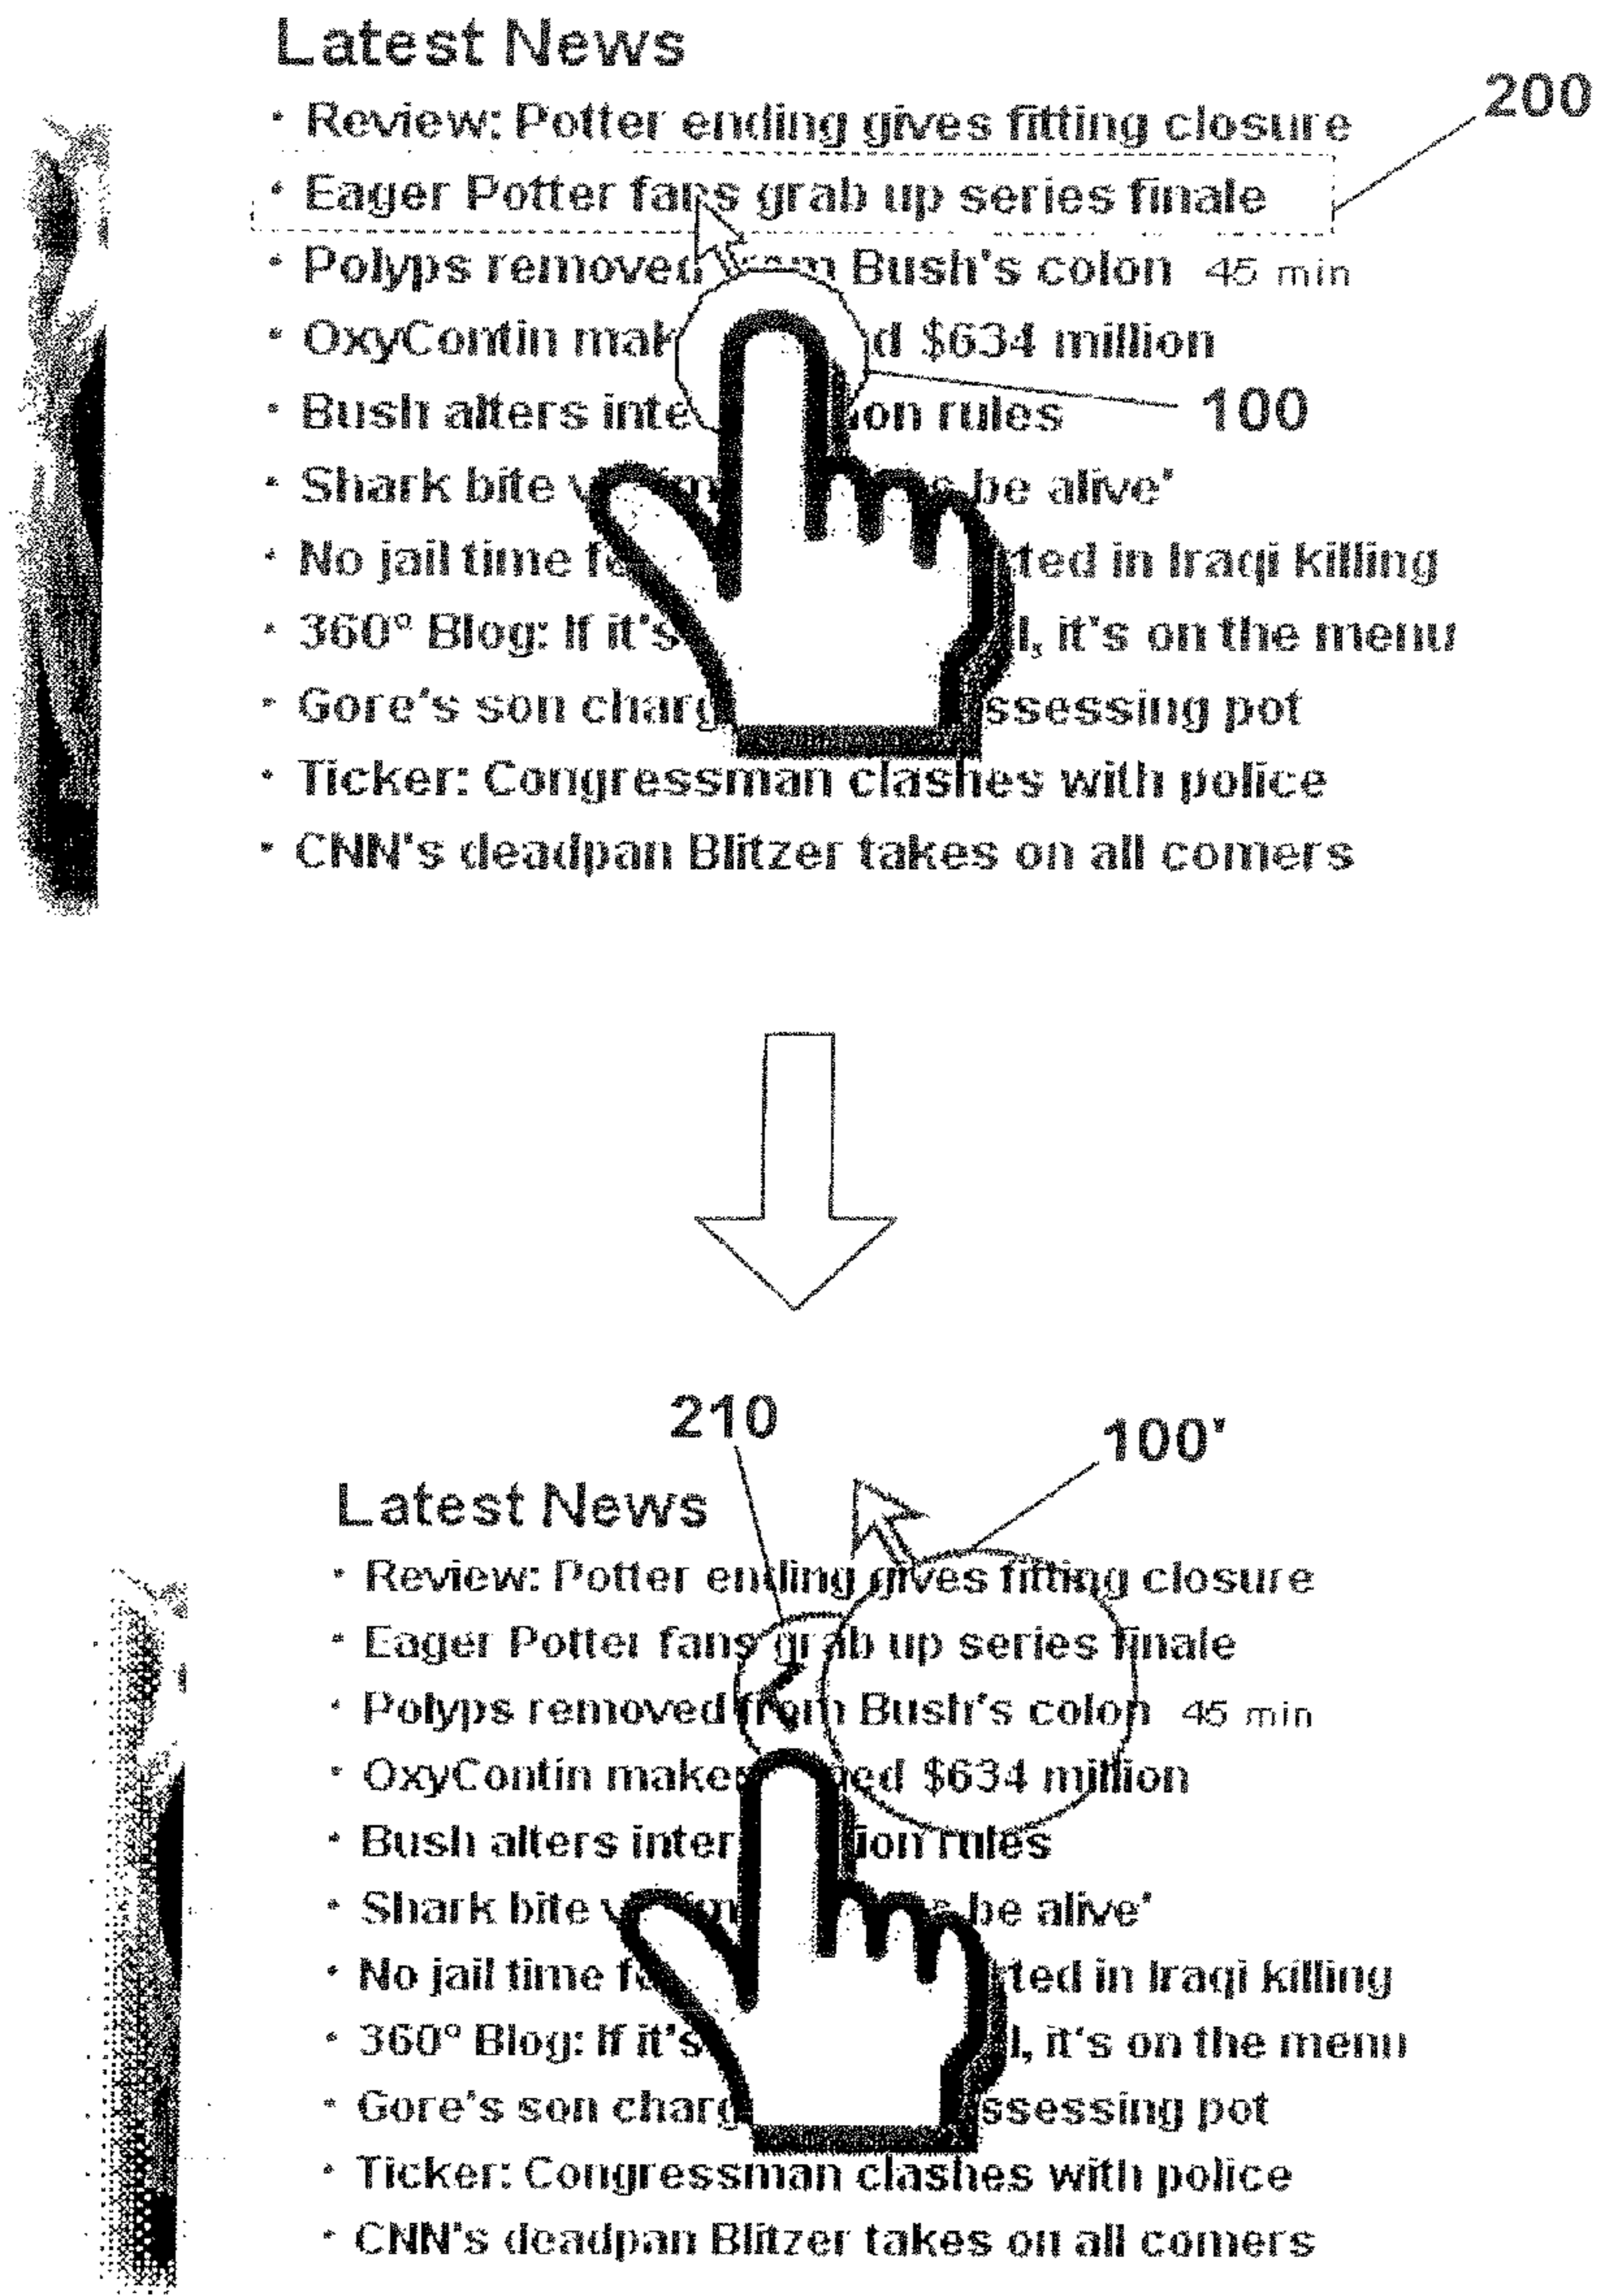 Latest News
200
· Review: Potter ending gives fitting closure
· Eager Potter fans grab up series finale
· Polyps removed Bush's colon 45 min
· OxyContin mak d $634 million
100
· Bush alters inte ion rules
· Shark bite be alive'
· No jail time ted in Iraqi killing
· 360° Blog: If it's l, it's on the menu
· Gore's son charg ssessing pot
· Ticker: Congressman clashes with police
· CNN's deadpan Blitzer takes on all comers
210
100'
Latest News
· Review: Potter ending gives fitting closure
· Eager Potter fans grab up series finale
· Polyps removed from Bush's colon 45 min
· OxyContin maker ed $634 million
· Bush alters inter ion rules
· Shark bite be alive'
· No jail time ted in Iraqi killing
· 360° Blog: If it's l, it's on the menu
· Gore's son charg ssessing pot
· Ticker: Congressman clashes with police
· CNN's deadpan Blitzer takes on all comers